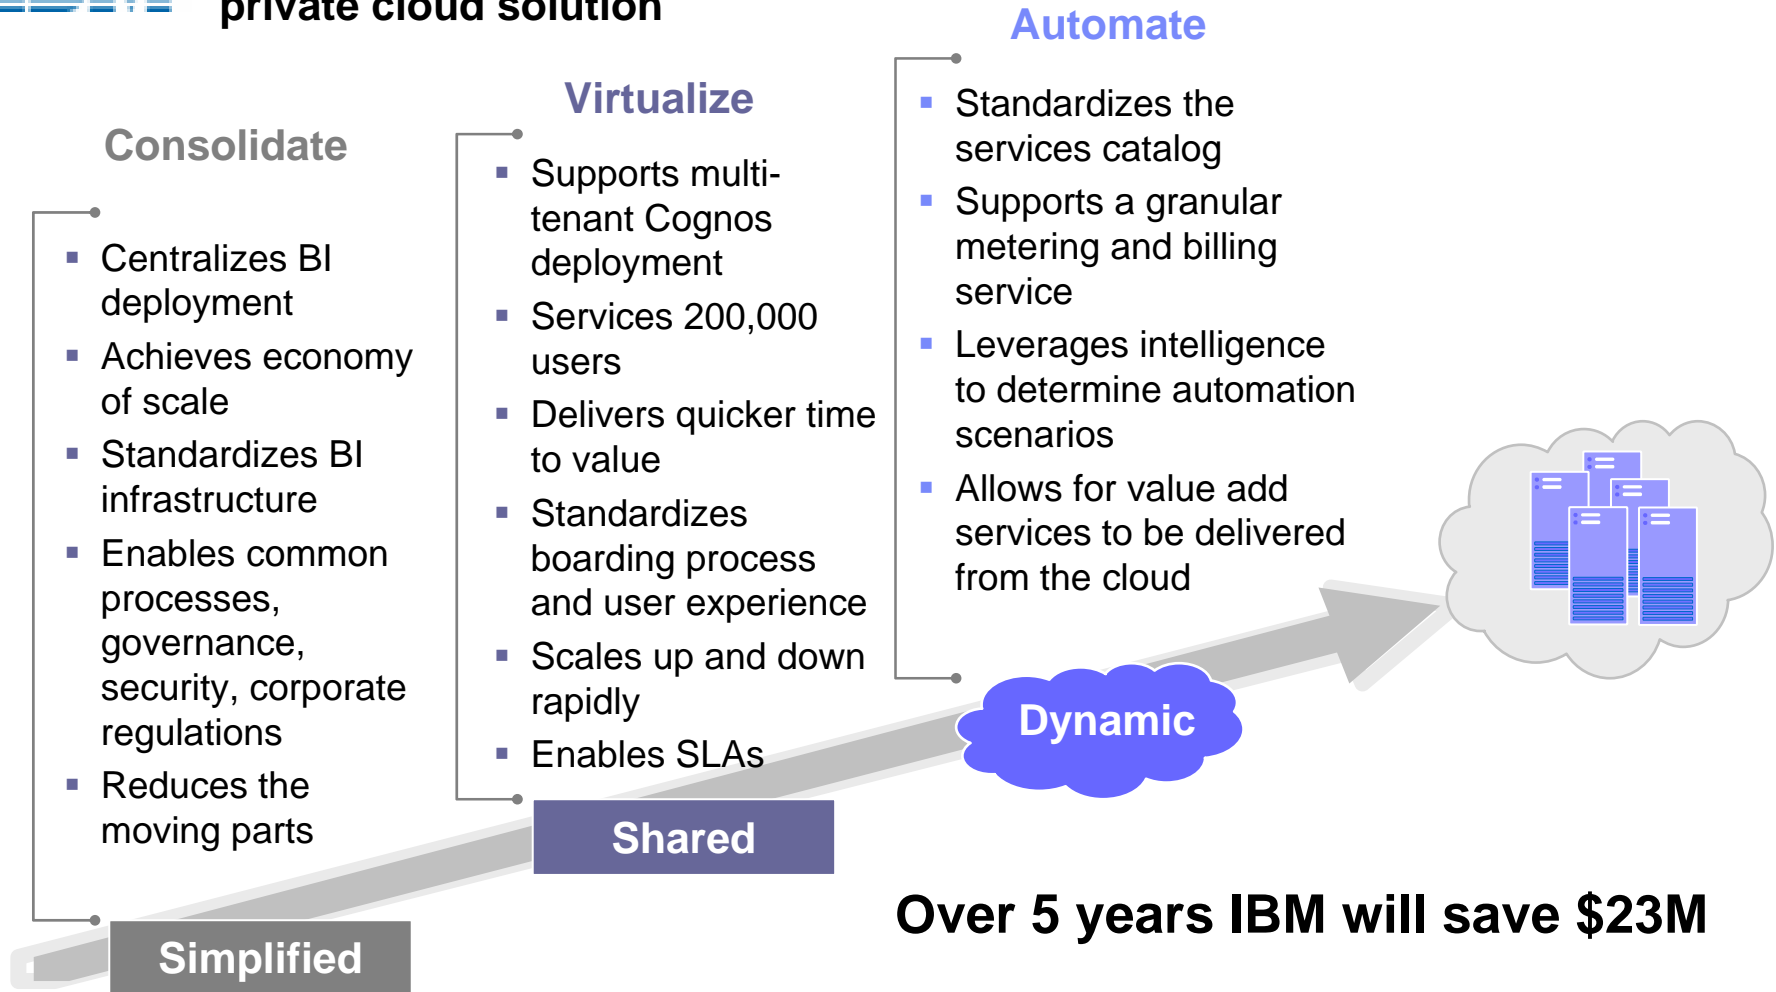 private cloud solution
Consolidate
▪ Centralizes BI
deployment
▪ Achieves economy
of scale
▪ Standardizes BI
infrastructure
▪ Enables common
processes,
governance,
security, corporate
regulations
▪ Reduces the
moving parts
Simplified
Virtualize
▪ Supports multi-
tenant Cognos
deployment
▪ Services 200,000
users
▪ Delivers quicker time
to value
▪ Standardizes
boarding process
and user experience
▪ Scales up and down
rapidly
▪ Enables SLAs
Shared
Automate
▪ Standardizes the
services catalog
▪ Supports a granular
metering and billing
service
▪ Leverages intelligence
to determine automation
scenarios
▪ Allows for value add
services to be delivered
from the cloud
Dynamic
Over 5 years IBM will save $23M